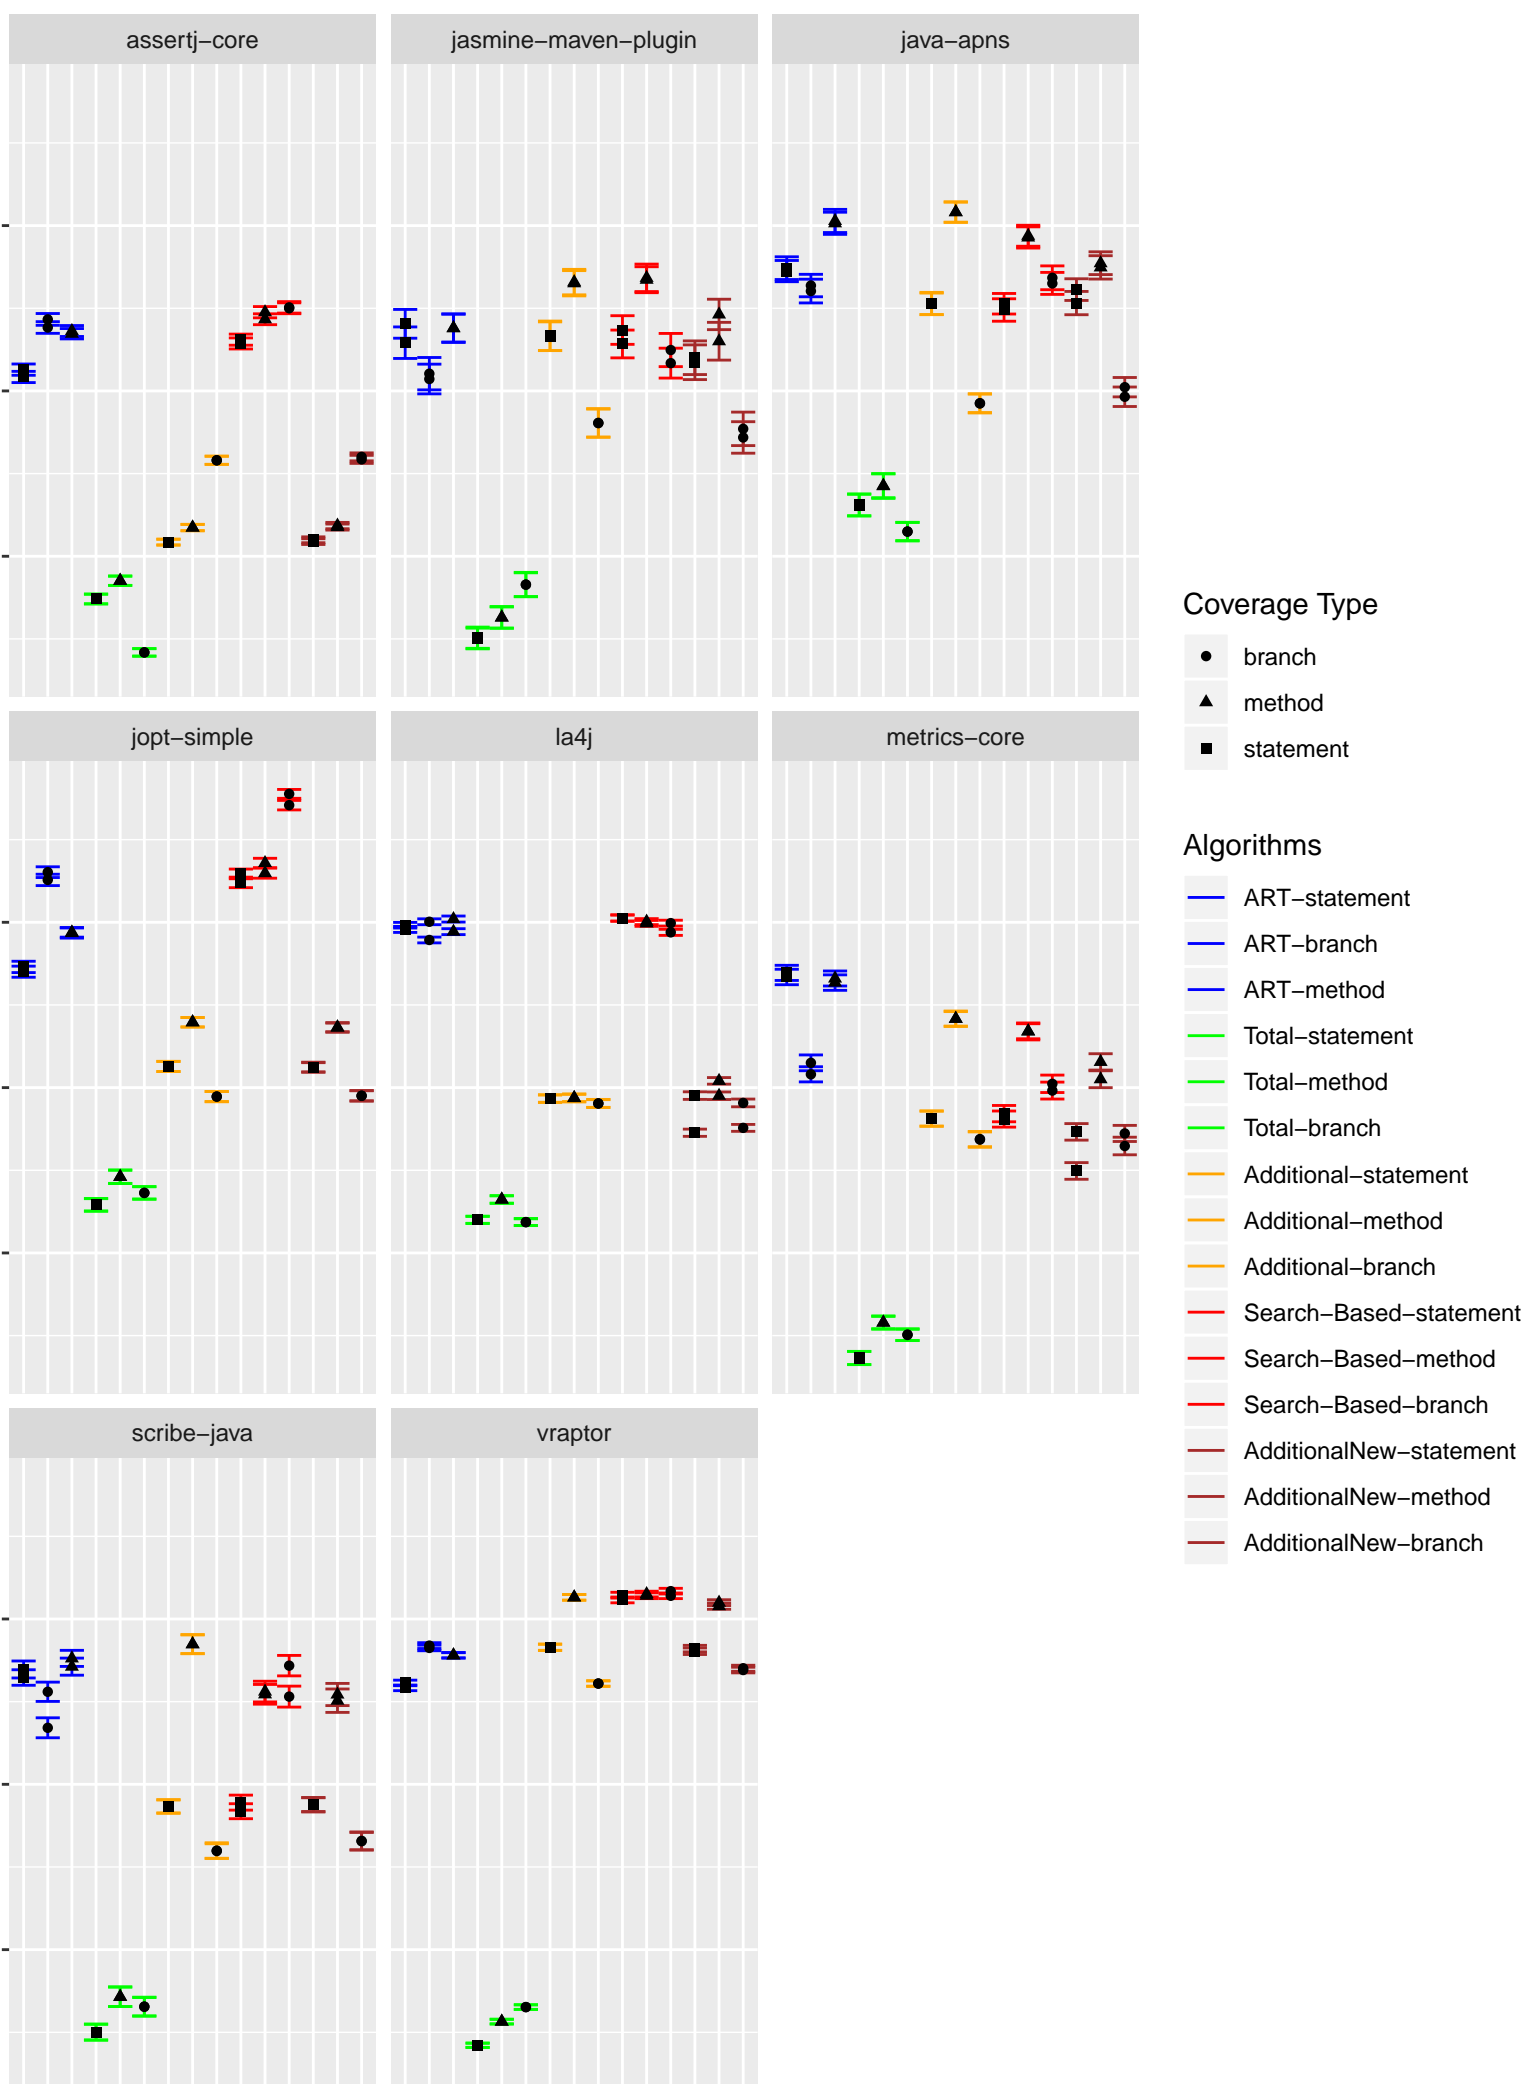 assertj−core
jasmine−maven−plugin
java−apns
jopt−simple
la4j
metrics−core
scribe−java
vraptor
Coverage Type
branch
method
statement
Algorithms
ART−statement
ART−branch
ART−method
Total−statement
Total−method
Total−branch
Additional−statement
Additional−method
Additional−branch
Search−Based−statement
Search−Based−method
Search−Based−branch
AdditionalNew−statement
AdditionalNew−method
AdditionalNew−branch